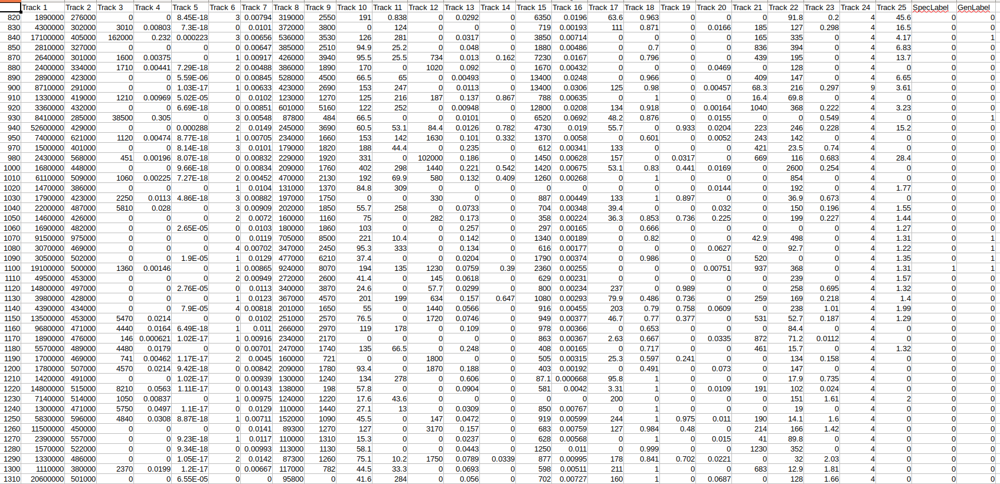 Track 1 Track 2 Track 3 Track 4 Track 5 Track 6 Track 7 Track 8 Track 9 Track 10 Track 11 Track 12 Track 13 Track 14 Track 15 Track 16 Track 17 Track 18 Track 19 Track 20 Track 21 Track 22 Track 23 Track 24 Track 25 SpecLabel GenLabel
820 1890000 276000 0 0 8.45E-18 3 0.00794 319000 2550 191 0.838 0 0.0292 0 6350 0.0196 63.6 0.963 0 0 0 91.8 0.2 4 45.6 0 0
830 4300000 302000 3010 0.00803 7.3E-18 0 0.0101 372000 3800 0 124 0 0 0 719 0.00193 111 0.871 0 0.0166 185 127 0.298 4 16.5 0 0
840 17100000 405000 162000 0.232 0.000223 3 0.00656 536000 3530 126 281 0 0.0317 0 3850 0.00714 0 0 0 0 165 335 0 4 4.17 0 1
850 2810000 327000 0 0 0 0 0.00647 385000 2510 94.9 25.2 0 0.048 0 1880 0.00486 0 0.7 0 0 836 394 0 4 6.83 0 0
870 2640000 301000 1600 0.00375 0 1 0.00917 426000 3940 95.5 25.5 734 0.013 0.162 7230 0.0167 0 0.796 0 0 439 195 0 4 13.7 0 0
880 2400000 334000 1710 0.00441 7.29E-18 2 0.00488 386000 1890 170 0 1020 0.092 0 1670 0.00432 0 0 0 0.0469 0 128 0 4 0 0 0
890 2890000 423000 0 0 5.59E-06 0 0.00845 528000 4500 66.5 65 0 0.00493 0 13400 0.0248 0 0.966 0 0 409 147 0 4 6.65 0 0
900 8710000 291000 0 0 1.03E-17 1 0.00633 423000 2690 153 247 0 0.0113 0 13400 0.0306 125 0.98 0 0.00457 68.3 216 0.297 9 3.61 0 0
910 1330000 419000 1210 0.00969 5.02E-05 0 0.0102 123000 1270 125 216 187 0.137 0.867 788 0.00635 0 1 0 0 16.4 69.8 0 4 0 0 0
920 3360000 432000 0 0 6.69E-18 0 0.00851 601000 5160 122 252 0 0.00948 0 12800 0.0208 134 0.918 0 0.00164 1040 368 0.222 4 3.23 0 0
930 8410000 285000 38500 0.305 0 3 0.00548 87800 484 66.5 0 0 0.0101 0 6520 0.0692 48.2 0.876 0 0.0155 0 0 0.549 4 0 0 1
940 52600000 429000 0 0 0.000288 2 0.0149 245000 3690 60.5 53.1 84.4 0.0126 0.782 4730 0.019 55.7 0 0.933 0.0204 223 246 0.228 4 15.2 0 0
950 7400000 621000 1120 0.00474 8.77E-18 1 0.00705 234000 1660 153 142 1630 0.101 0.332 1370 0.0058 0 0.601 0 0.0052 243 142 0 4 0 0 0
970 1500000 401000 0 0 8.14E-18 3 0.0101 179000 1820 188 44.4 0 0.235 0 612 0.00341 133 0 0 0 421 23.5 0.74 4 0 0 0
980 2430000 568000 451 0.00196 8.07E-18 0 0.00832 229000 1920 331 0 102000 0.186 0 1450 0.00628 157 0 0.0317 0 669 116 0.683 4 28.4 0 0
1000 1680000 448000 0 0 9.66E-18 0 0.00834 209000 1760 402 298 1440 0.221 0.542 1420 0.00675 53.1 0.83 0.441 0.0169 0 2600 0.254 4 0 0 0
1010 6110000 509000 1060 0.00225 7.27E-18 2 0.00452 470000 2130 192 69.9 580 0.132 0.409 1260 0.00268 0 1 0 0 0 854 0 4 0 0 0
1020 1470000 386000 0 0 0 1 0.0104 131000 1370 84.8 309 0 0 0 0 0 0 0 0 0.0144 0 192 0 4 1.77 0 0
1030 1790000 423000 2250 0.0113 4.86E-18 3 0.00882 197000 1750 0 0 330 0 0 887 0.00449 133 1 0.897 0 0 36.9 0.673 4 0 0 0
1040 2200000 487000 5810 0.028 0 3 0.00909 202000 1850 55.7 258 0 0.0733 0 704 0.00348 39.4 0 0 0.032 0 150 0.196 4 1.55 0 0
1050 1460000 426000 0 0 0 2 0.0072 160000 1160 75 0 282 0.173 0 358 0.00224 36.3 0.853 0.736 0.225 0 199 0.227 4 1.44 0 0
1060 1690000 482000 0 0 2.65E-05 0 0.0103 180000 1860 103 0 0 0.257 0 297 0.00165 0 0.666 0 0 0 0 0 4 1.27 0 0
1070 9150000 975000 0 0 0 0 0.0119 705000 8500 221 10.4 0 0.142 0 1340 0.00189 0 0.82 0 0 42.9 498 0 4 1.31 0 1
1080 3070000 469000 0 0 0 4 0.00702 347000 2450 95.3 333 0 0.134 0 616 0.00177 0 0 0 0.0627 0 92.7 0 4 1.22 0 1
1090 3050000 502000 0 0 1.9E-05 1 0.0129 477000 6210 37.4 0 0 0.0204 0 1790 0.00374 0 0.986 0 0 520 0 0 4 1.35 0 1
1100 19100000 500000 1360 0.00146 0 1 0.00865 924000 8070 194 135 1230 0.0759 0.39 2360 0.00255 0 0 0 0.00751 937 368 0 4 1.31 1 1
1110 4950000 453000 0 0 0 2 0.00949 272000 2600 41.4 0 145 0.0618 0 629 0.00231 0 0 0 0 0 239 0 4 1.57 0 0
1120 14800000 497000 0 0 2.76E-05 0 0.0113 340000 3870 24.6 0 57.7 0.0299 0 800 0.00234 237 0 0.989 0 0 258 0.695 4 1.32 0 0
1130 3980000 428000 0 0 0 1 0.0123 367000 4570 201 199 634 0.157 0.647 1080 0.00293 79.9 0.486 0.736 0 259 169 0.218 4 1.4 0 0
1140 4390000 434000 0 0 7.9E-05 4 0.00818 201000 1650 55 0 1440 0.0566 0 916 0.00455 203 0.79 0.758 0.0609 0 238 1.01 4 1.99 0 0
1150 13500000 453000 5470 0.0214 0 0 0.0102 251000 2570 76.5 0 1720 0.0746 0 949 0.00377 46.7 0.77 0.377 0 531 52.7 0.187 4 1.29 0 0
1160 9680000 471000 4440 0.0164 6.49E-18 1 0.011 266000 2970 119 178 0 0.109 0 978 0.00366 0 0.653 0 0 0 84.4 0 4 0 0 0
1170 1890000 476000 146 0.000621 1.02E-17 1 0.00916 234000 2170 0 0 0 0 0 863 0.00367 2.63 0.667 0 0.0335 872 71.2 0.0112 4 0 0 0
1180 5570000 489000 4480 0.0179 0 0 0.00701 247000 1740 135 66.5 0 0.248 0 408 0.00165 0 0.717 0 0 461 15.7 0 4 1.32 0 0
1190 1700000 469000 741 0.00462 1.17E-17 2 0.0045 160000 721 0 0 1800 0 0 505 0.00315 25.3 0.597 0.241 0 0 134 0.158 4 0 0 0
1200 1780000 507000 4570 0.0214 9.42E-18 0 0.00842 209000 1780 93.4 0 1870 0.188 0 403 0.00192 0 0.491 0 0.073 0 147 0 4 0 0 0
1210 1420000 491000 0 0 1.02E-17 0 0.00939 130000 1240 134 278 0 0.606 0 87.1 0.000668 95.8 1 0 0 0 17.9 0.735 4 0 0 0
1220 14800000 515000 8210 0.0563 1.11E-17 0 0.00143 138000 198 57.8 0 0 0.0904 0 581 0.0042 3.31 1 0 0.0109 191 102 0.024 4 0 0 0
1230 7140000 514000 1050 0.00837 0 1 0.00975 124000 1220 17.6 43.6 0 0 0 0 0 200 0 0 0 0 151 1.61 4 2 0 0
1240 1300000 471000 5750 0.0497 1.1E-17 0 0.0129 110000 1440 27.1 13 0 0.0309 0 850 0.00767 0 1 0 0 0 19 0 4 0 0 0
1250 5830000 596000 4840 0.0308 8.87E-18 1 0.00711 152000 1090 45.5 0 147 0.0472 0 919 0.00599 244 1 0.975 0.011 190 14.1 1.6 4 0 0 0
1260 11500000 450000 0 0 0 0 0.0141 89300 1270 127 0 3170 0.157 0 683 0.00759 127 0.984 0.48 0 214 166 1.42 4 0 0 0
1270 2390000 557000 0 0 9.23E-18 1 0.0117 110000 1310 15.3 0 0 0.0237 0 628 0.00568 0 1 0 0.015 41 89.8 0 4 0 0 0
1280 1570000 522000 0 0 9.34E-18 0 0.00993 113000 1130 58.1 0 0 0.0443 0 1250 0.011 0 0.999 0 0 1230 352 0 4 0 0 0
1290 1330000 486000 0 0 1.05E-17 2 0.0142 87300 1260 75.1 10.2 1750 0.0789 0.0339 877 0.00995 178 0.841 0.702 0.0221 0 32 2.03 4 0 0 0
1300 1110000 380000 2370 0.0199 1.2E-17 0 0.00667 117000 782 44.5 33.3 0 0.0693 0 598 0.00511 211 1 0 0 683 12.9 1.81 4 0 0 0
1310 20600000 501000 0 0 6.55E-05 0 0 95800 0 41.6 284 0 0.056 0 702 0.00727 160 1 0 0.0687 0 128 1.66 4 0 0 0